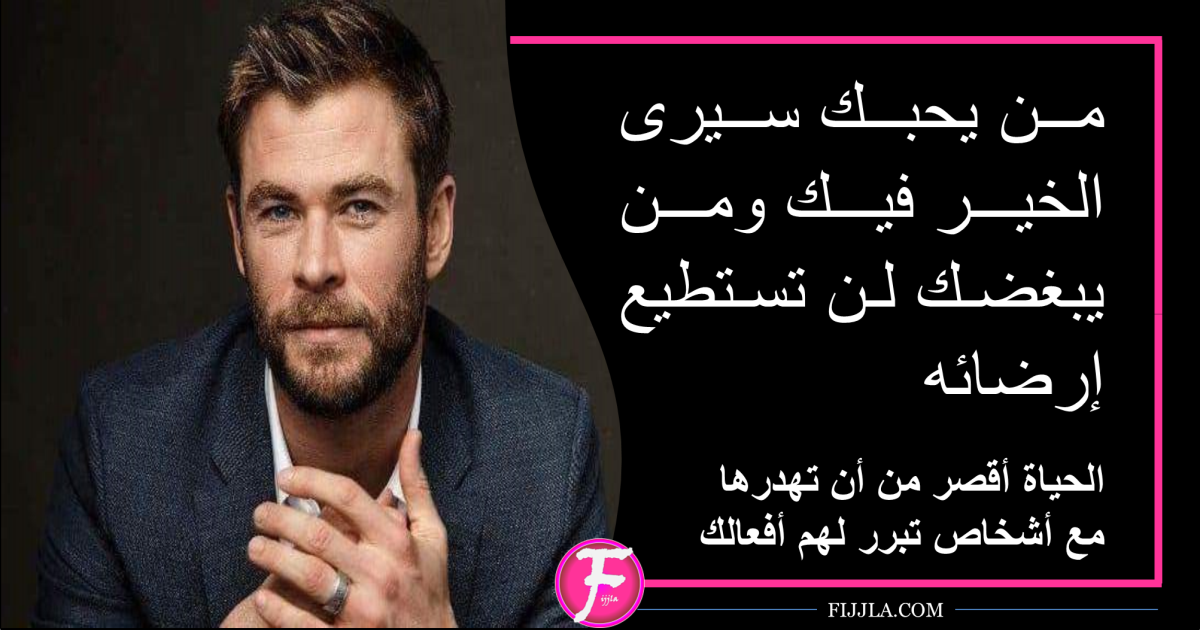 من يحبك سيرى
الخير فيك ومن
يبغضك لن تستطيع
إرضائه
الحياة أقصر من أن تهدرها
مع أشخاص تبرر لهم أفعالك
F
ijjla
FIJJLA.COM